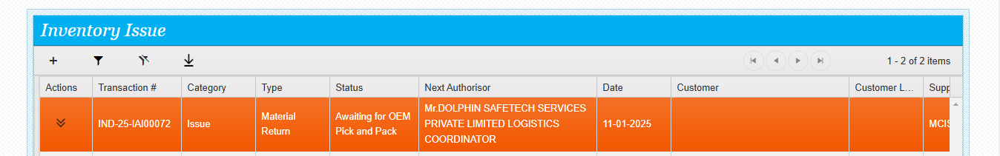 Inventory Issue
1 - 2 of 2 items
Actions Transaction # Category Type Status Next Authorisor Date Customer Customer L... Supp
IND-25-IAI00072 Issue Material Return Awaiting for OEM Pick and Pack Mr.DOLPHIN SAFETECH SERVICES PRIVATE LIMITED LOGISTICS COORDINATOR 11-01-2025 MCIS